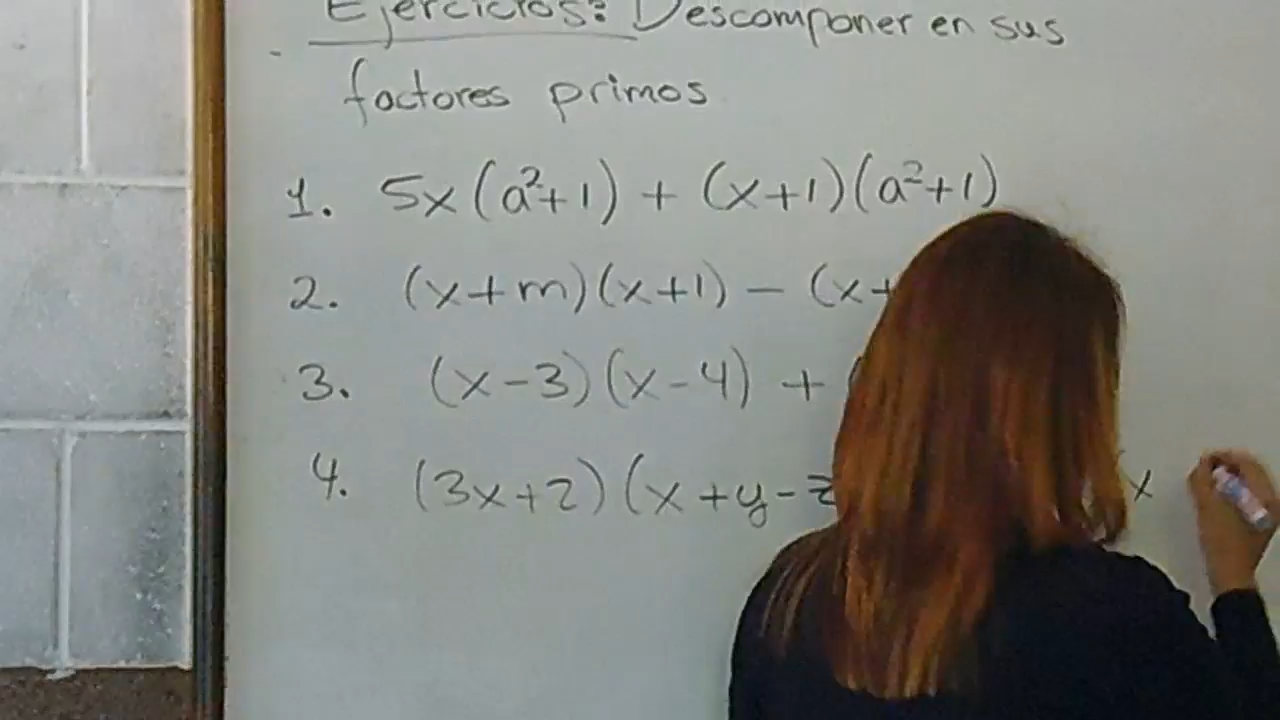 Ejercicios: Descomponer en sus
factores primos
1. 5x(a²+1) + (x+1)(a²+1)
2. (x+m)(x+1) - (x+
3. (x-3)(x-4) + (
4. (3x+2)(x+y-z x